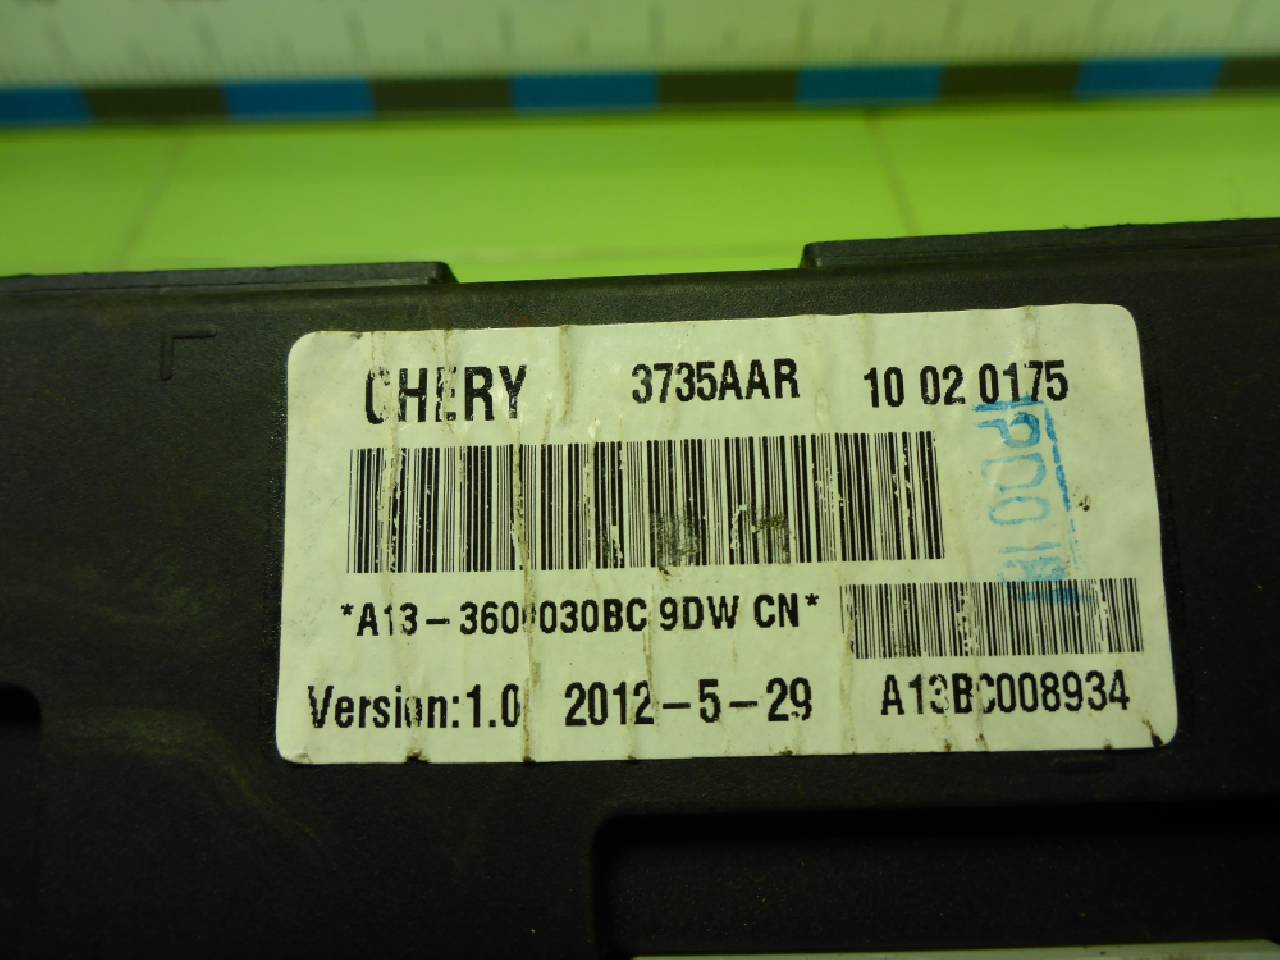 CHERY 3735AAR 10 02 0175
*A13-3600030BC 9DW CN*
Version:1.0 2012-5-29 A13BC008934